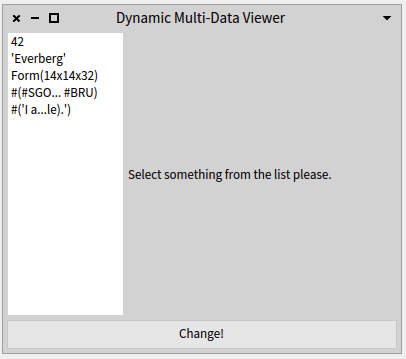 Dynamic Multi-Data Viewer
42
'Everberg'
Form(14x14x32)
#(#SGO... #BRU)
#('I a...le).')
Select something from the list please.
Change!